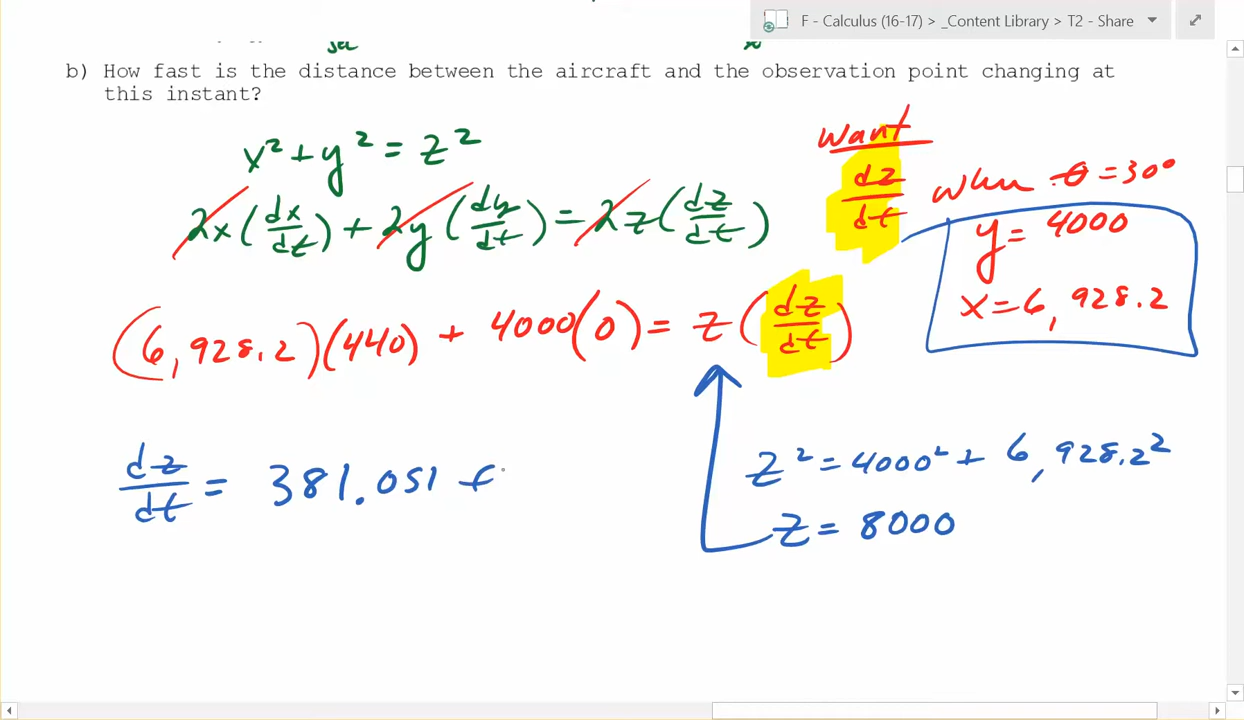 F - Calculus (16-17) > _Content Library > T2 - Share
b) How fast is the distance between the aircraft and the observation point changing at
this instant?
x² + y² = z²
2x(dx/dt) + 2y(dy/dt) = 2z(dz/dt)
(6,928.2)(440) + 4000(0) = z(dz/dt)
want
dz/dt when θ = 30°
y = 4000
x = 6,928.2
z² = 4000² + 6,928.2²
z = 8000
dz/dt = 381.051 f